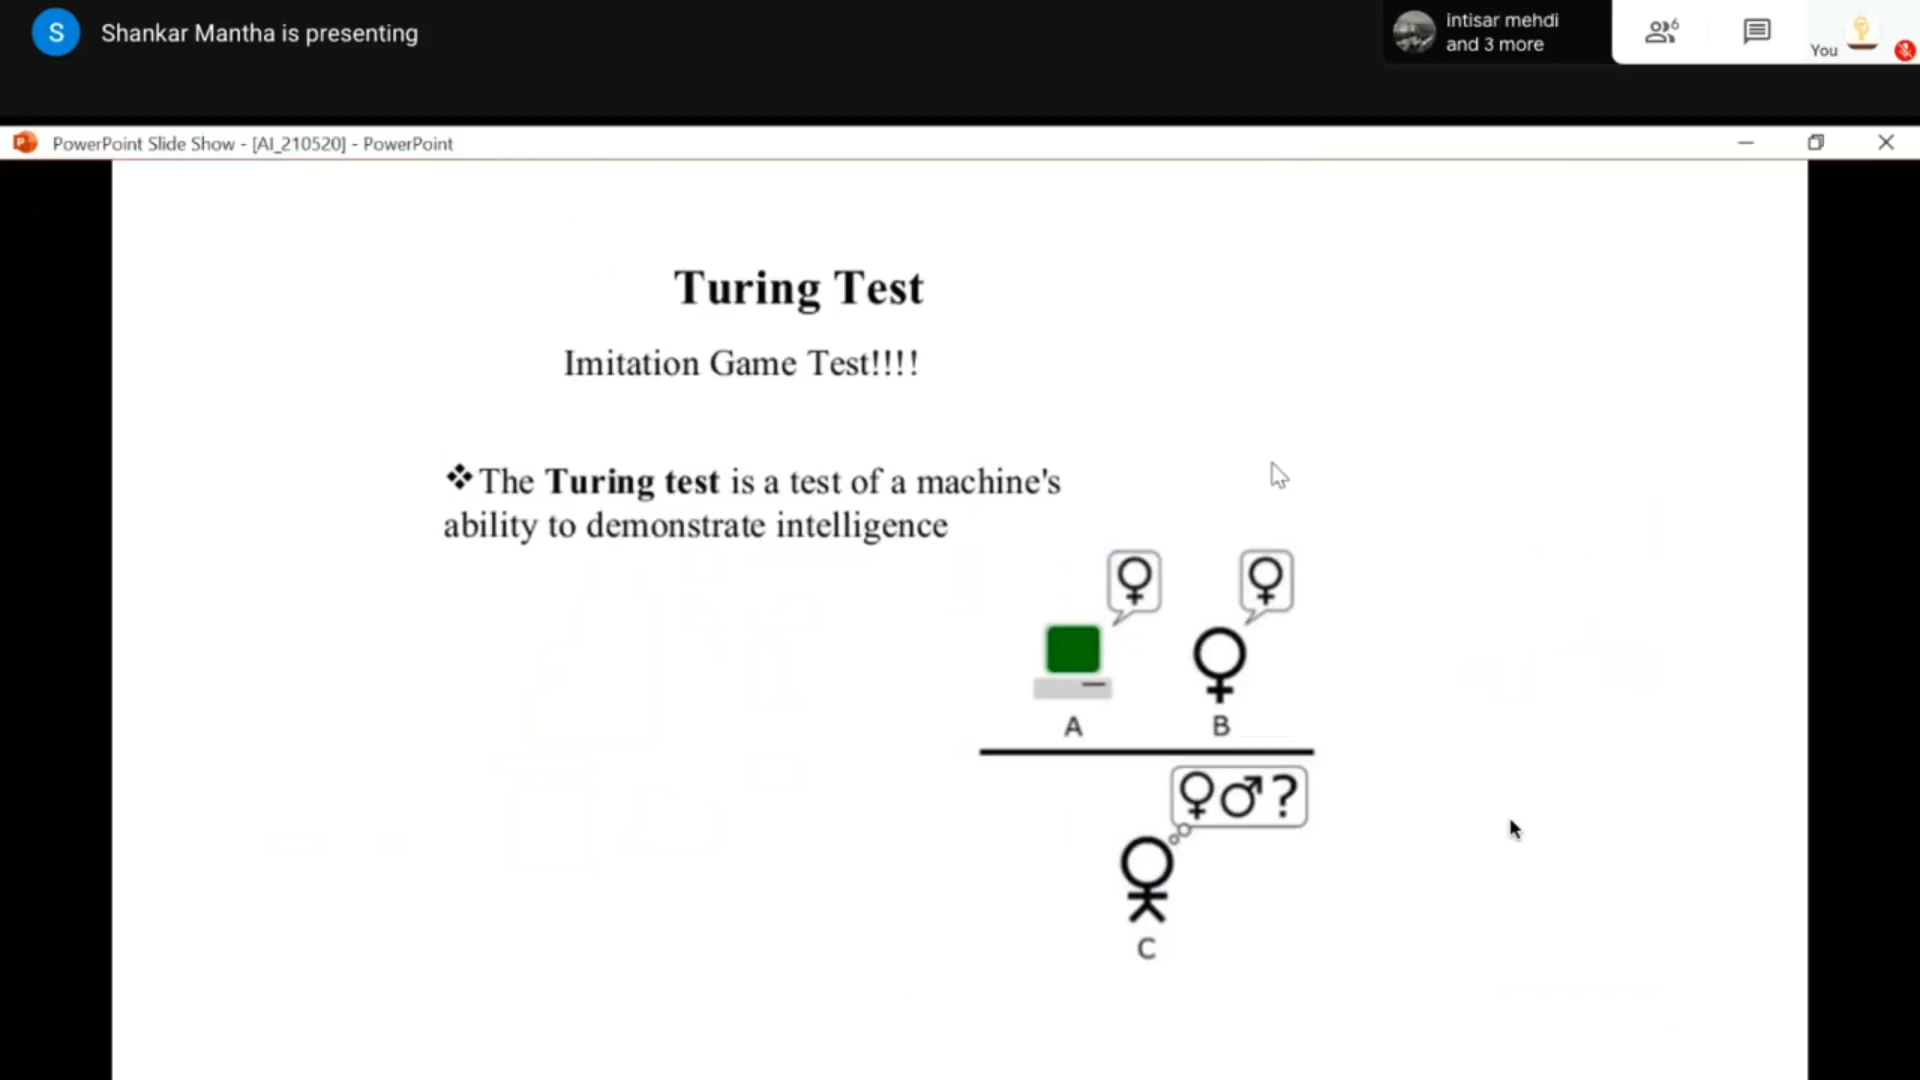 S
Shankar Mantha is presenting
intisar mehdi
and 3 more
6
You
PowerPoint Slide Show - [AI_210520] - PowerPoint
Turing Test
Imitation Game Test!!!!
❖The Turing test is a test of a machine's
ability to demonstrate intelligence
♀ ♀
A B
♀♂?
C